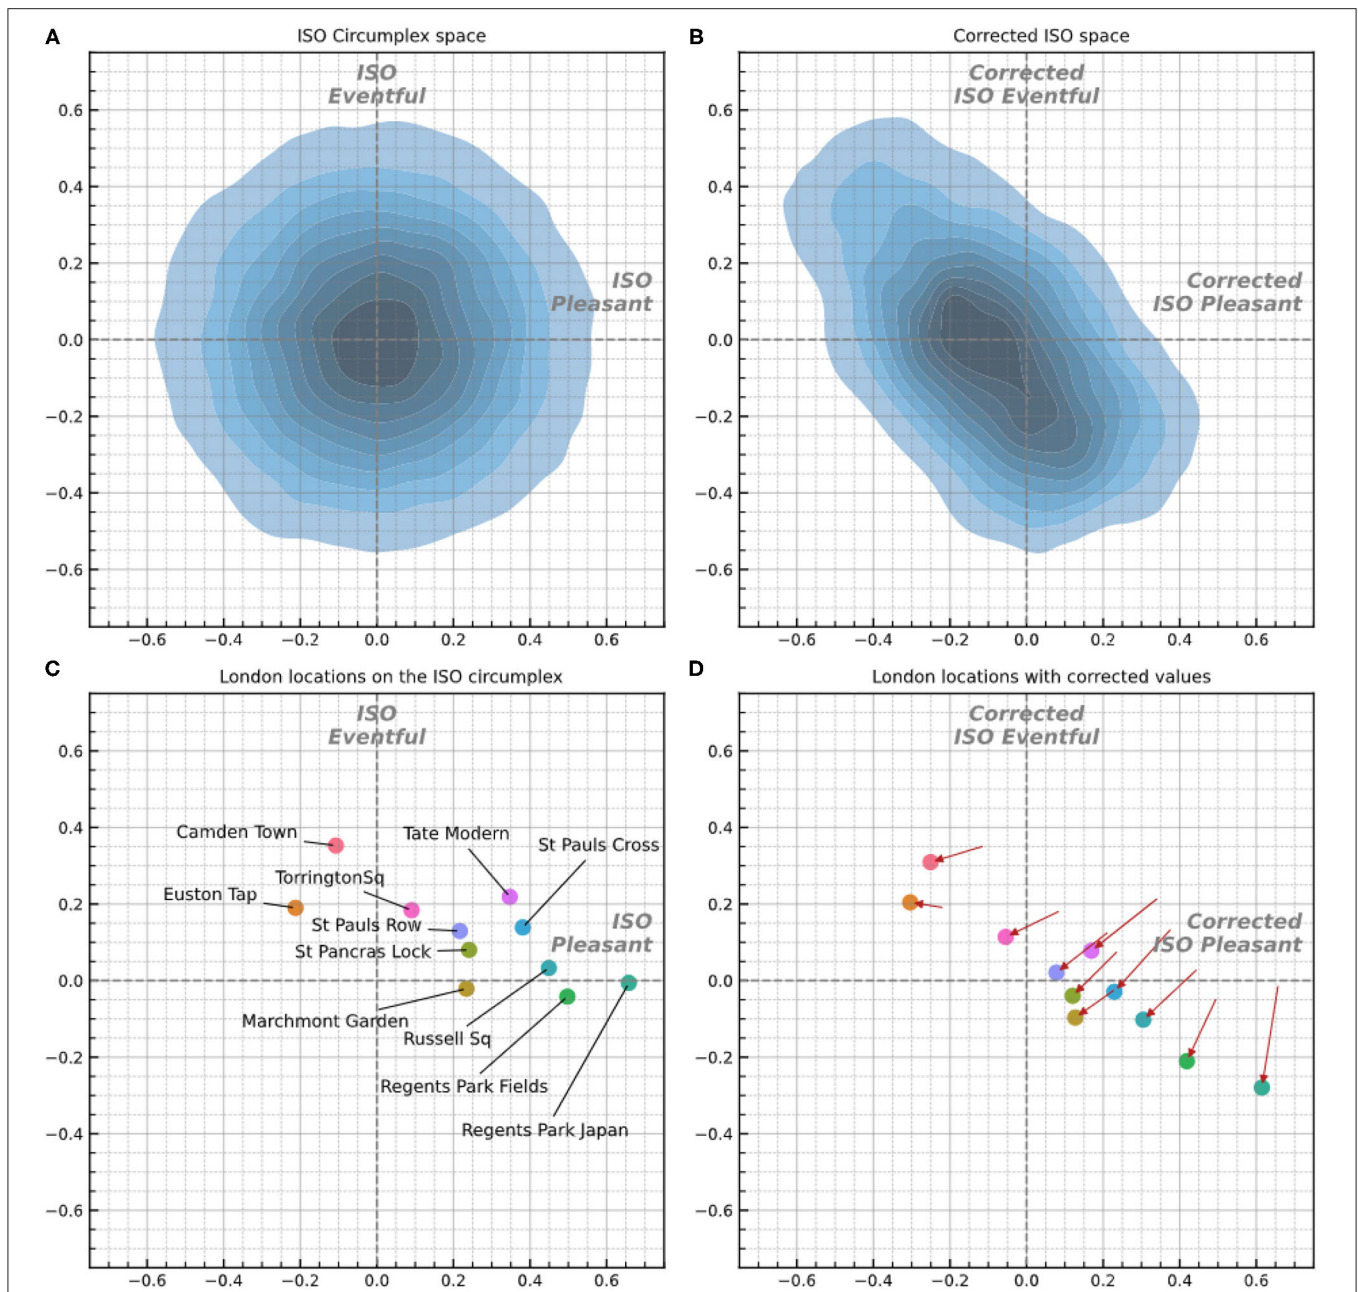 A
ISO Circumplex space
ISO
Eventful
ISO
Pleasant
0.6
0.4
0.2
0.0
−0.2
−0.4
−0.6
−0.6 −0.4 −0.2 0.0 0.2 0.4 0.6
B
Corrected ISO space
Corrected
ISO Eventful
Corrected
ISO Pleasant
0.6
0.4
0.2
0.0
−0.2
−0.4
−0.6
−0.6 −0.4 −0.2 0.0 0.2 0.4 0.6
C
London locations on the ISO circumplex
ISO
Eventful
Camden Town
Tate Modern
St Pauls Cross
TorringtonSq
Euston Tap
St Pauls Row
ISO
Pleasant
St Pancras Lock
Marchmont Garden
Russell Sq
Regents Park Fields
Regents Park Japan
0.6
0.4
0.2
0.0
−0.2
−0.4
−0.6
−0.6 −0.4 −0.2 0.0 0.2 0.4 0.6
D
London locations with corrected values
Corrected
ISO Eventful
Corrected
ISO Pleasant
0.6
0.4
0.2
0.0
−0.2
−0.4
−0.6
−0.6 −0.4 −0.2 0.0 0.2 0.4 0.6